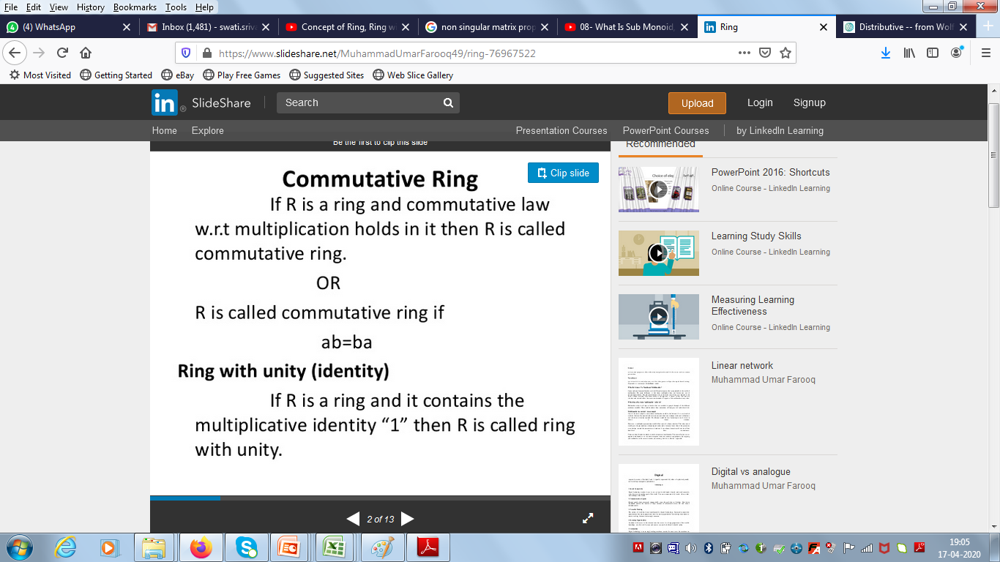 File Edit View History Bookmarks Tools Help
(4) WhatsApp
Inbox (1,481) - swati.sriva
Concept of Ring, Ring w
non singular matrix prop
08- What Is Sub Monoid,
Ring
Distributive -- from Wolf
https://www.slideshare.net/MuhammadUmarFarooq49/ring-76967522
Most Visited Getting Started eBay Play Free Games Suggested Sites Web Slice Gallery
in SlideShare Search Upload Login Signup
Home Explore Presentation Courses PowerPoint Courses by LinkedIn Learning
Be the first to clip this slide
Clip slide
Commutative Ring
If R is a ring and commutative law
w.r.t multiplication holds in it then R is called
commutative ring.
OR
R is called commutative ring if
ab=ba
Ring with unity (identity)
If R is a ring and it contains the
multiplicative identity “1” then R is called ring
with unity.
2 of 13
Recommended
PowerPoint 2016: Shortcuts
Online Course - LinkedIn Learning
Learning Study Skills
Online Course - LinkedIn Learning
Measuring Learning
Effectiveness
Online Course - LinkedIn Learning
Linear network
Muhammad Umar Farooq
Digital
Digital vs analogue
Muhammad Umar Farooq
19:05
17-04-2020